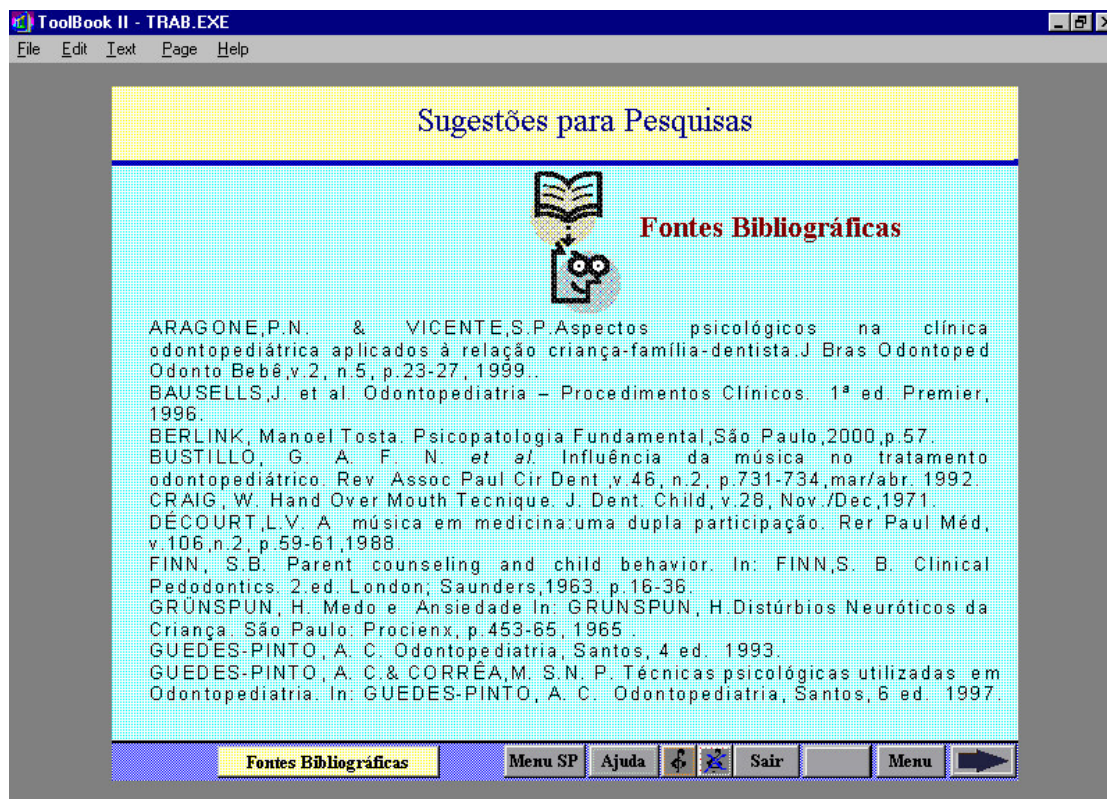 ToolBook II - TRAB.EXE
File Edit Text Page Help
Sugestões para Pesquisas
Fontes Bibliográficas
ARAGONE,P.N. & VICENTE,S.P.Aspectos psicológicos na clínica
odontopediátrica aplicados à relação criança-família-dentista.J Bras Odontoped
Odonto Bebê,v.2, n.5, p.23-27, 1999..
BAUSELLS,J. et al. Odontopediatria – Procedimentos Clínicos. 1ª ed. Premier,
1996.
BERLINK, Manoel Tosta. Psicopatologia Fundamental,São Paulo,2000,p.57.
BUSTILLO, G. A. F. N. et al. Influência da música no tratamento
odontopediátrico. Rev Assoc Paul Cir Dent ,v.46, n.2, p.731-734,mar/abr. 1992.
CRAIG, W. Hand Over Mouth Tecnique. J. Dent. Child, v.28, Nov./Dec,1971.
DÉCOURT,L.V. A música em medicina:uma dupla participação. Rer Paul Méd,
v.106,n.2, p.59-61,1988.
FINN, S.B. Parent counseling and child behavior. In: FINN,S. B. Clinical
Pedodontics. 2.ed. London; Saunders,1963. p.16-36.
GRÜNSPUN, H. Medo e Ansiedade In: GRUNSPUN, H.Distúrbios Neuróticos da
Criança. São Paulo: Procienx, p.453-65, 1965 .
GUEDES-PINTO, A. C. Odontopediatria, Santos, 4 ed. 1993.
GUEDES-PINTO, A. C.& CORRÊA,M. S.N. P. Técnicas psicológicas utilizadas em
Odontopediatria. In: GUEDES-PINTO, A. C. Odontopediatria, Santos, 6 ed. 1997.
Fontes Bibliográficas Menu SP Ajuda Sair Menu